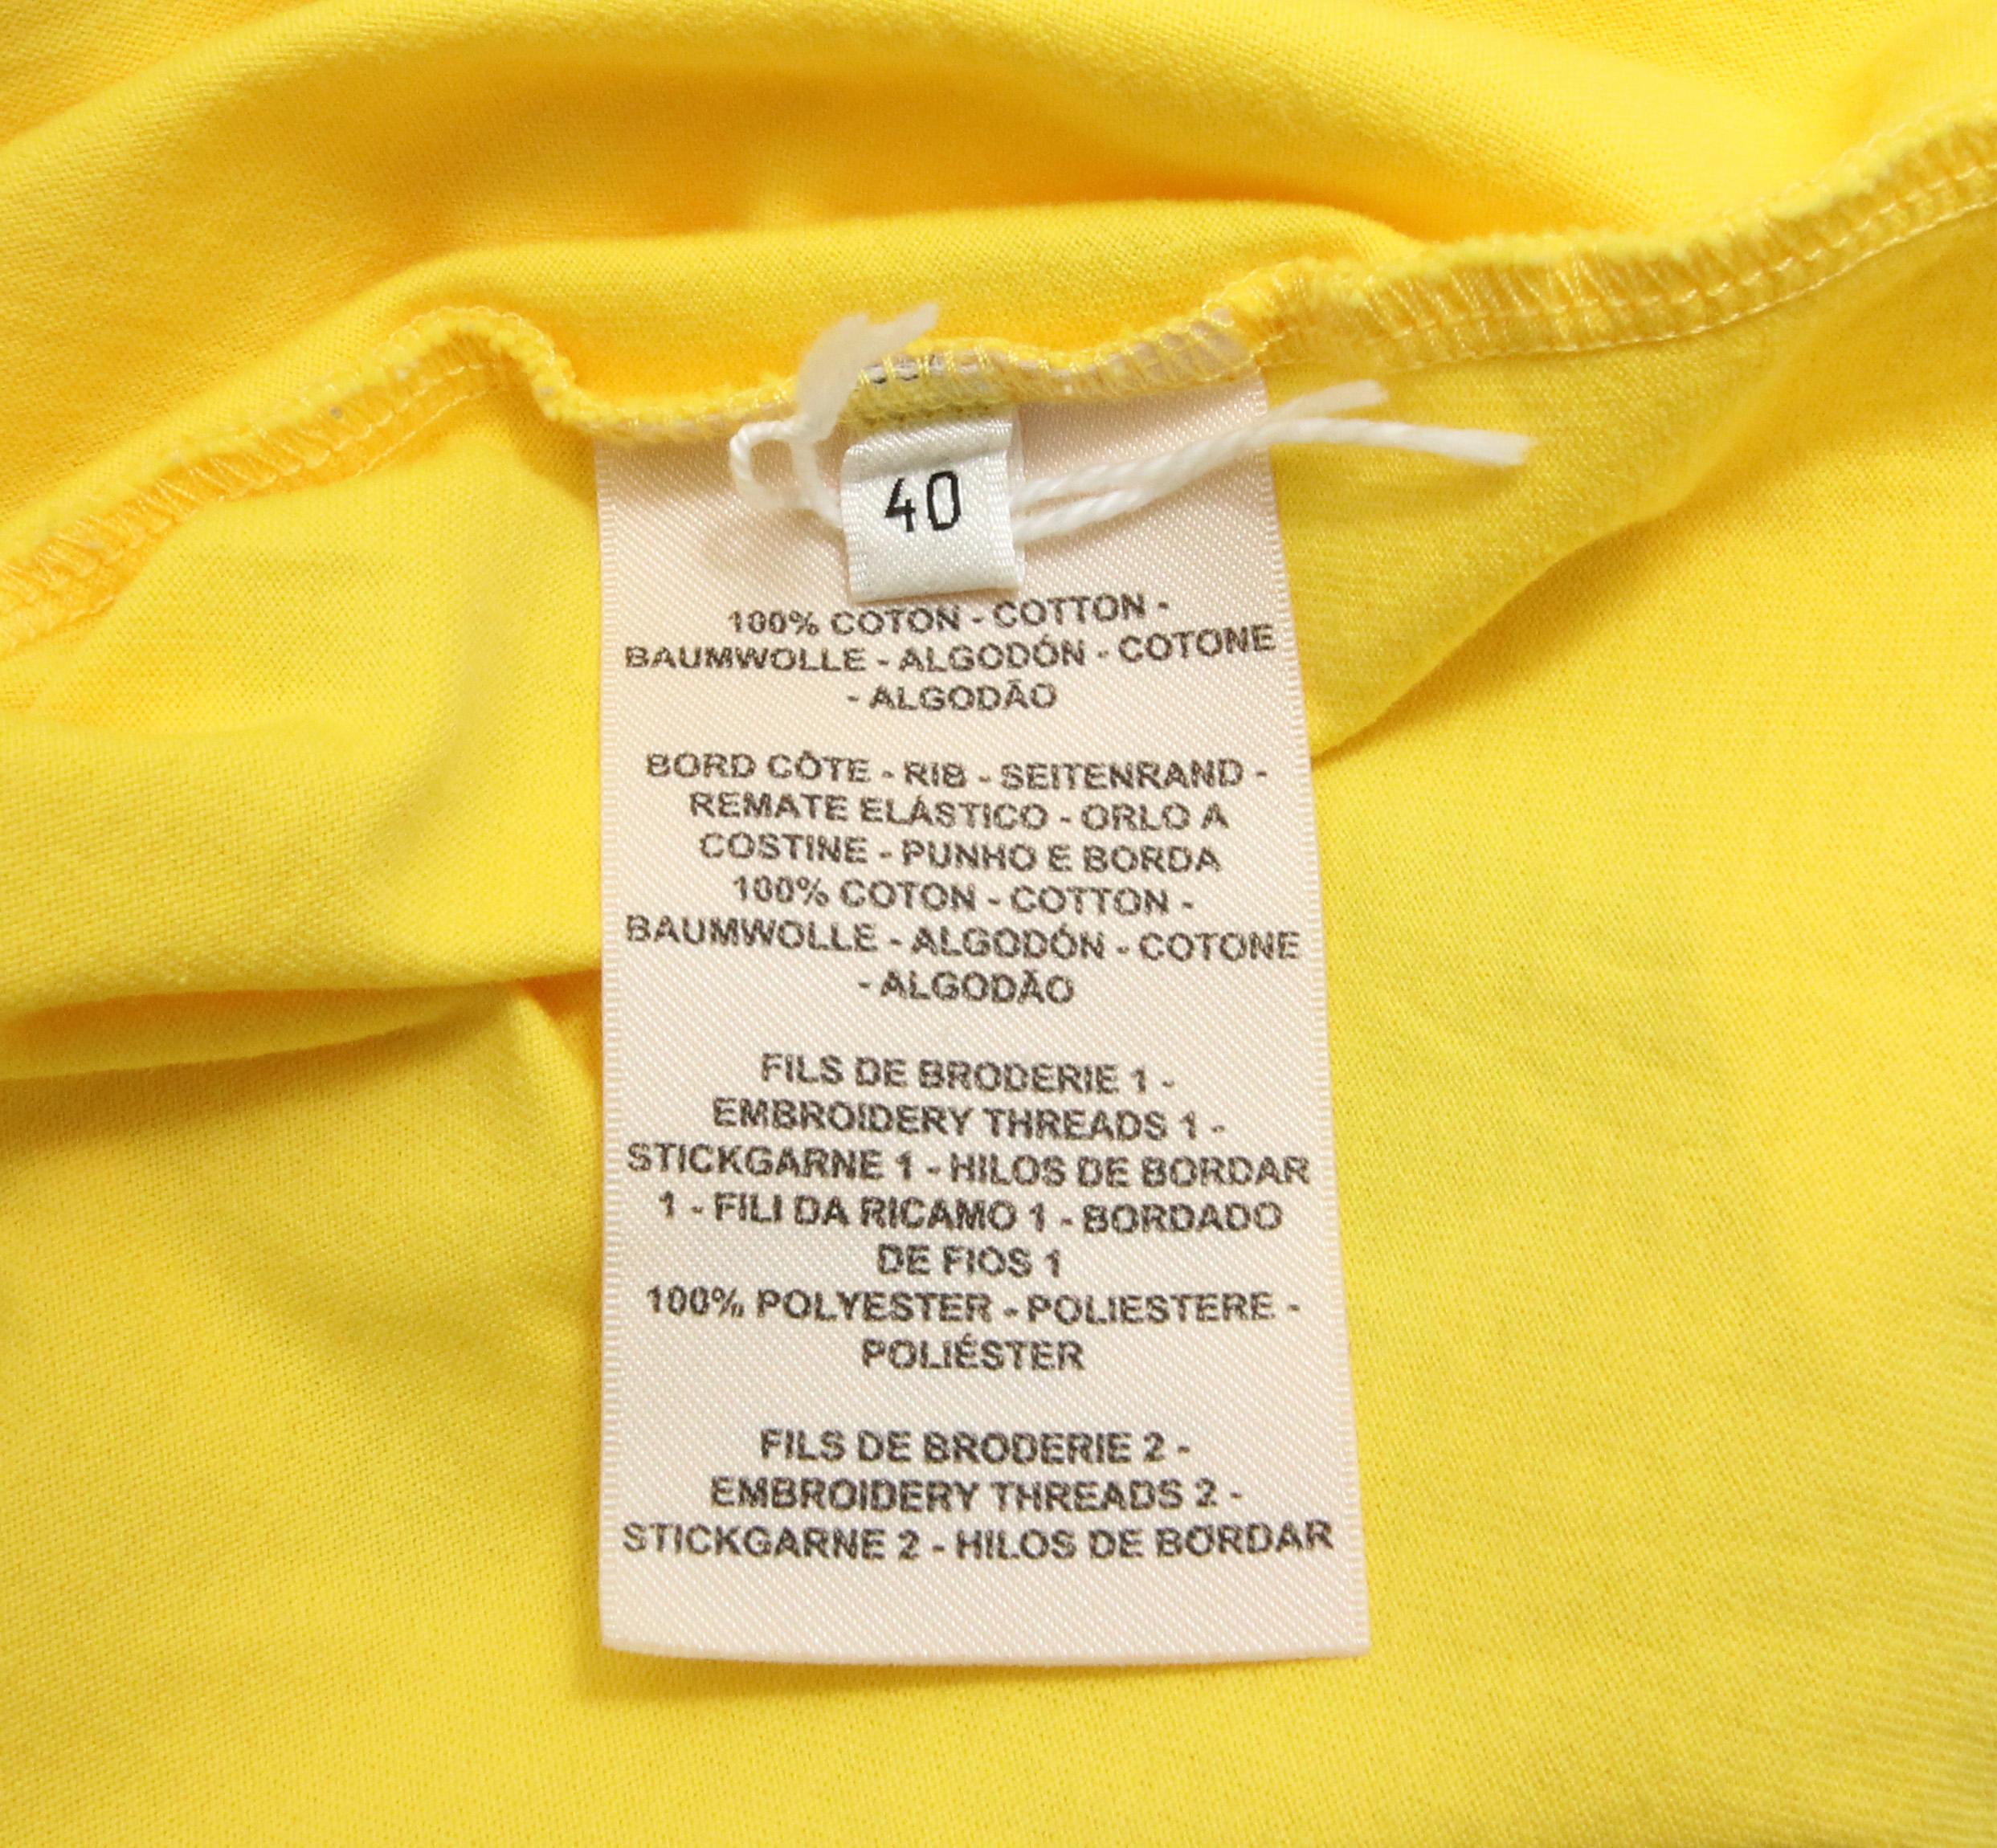 40
100% COTON - COTTON -
BAUMWOLLE - ALGODÓN - COTONE
- ALGODÃO
BORD CÔTE - RIB - SEITENRAND -
REMATE ELÁSTICO - ORLO A
COSTINE - PUNHO E BORDA
100% COTON - COTTON -
BAUMWOLLE - ALGODÓN - COTONE
- ALGODÃO
FILS DE BRODERIE 1 -
EMBROIDERY THREADS 1 -
STICKGARNE 1 - HILOS DE BORDAR
1 - FILI DA RICAMO 1 - BORDADO
DE FIOS 1
100% POLYESTER - POLIESTERE -
POLIÉSTER
FILS DE BRODERIE 2 -
EMBROIDERY THREADS 2 -
STICKGARNE 2 - HILOS DE BORDAR